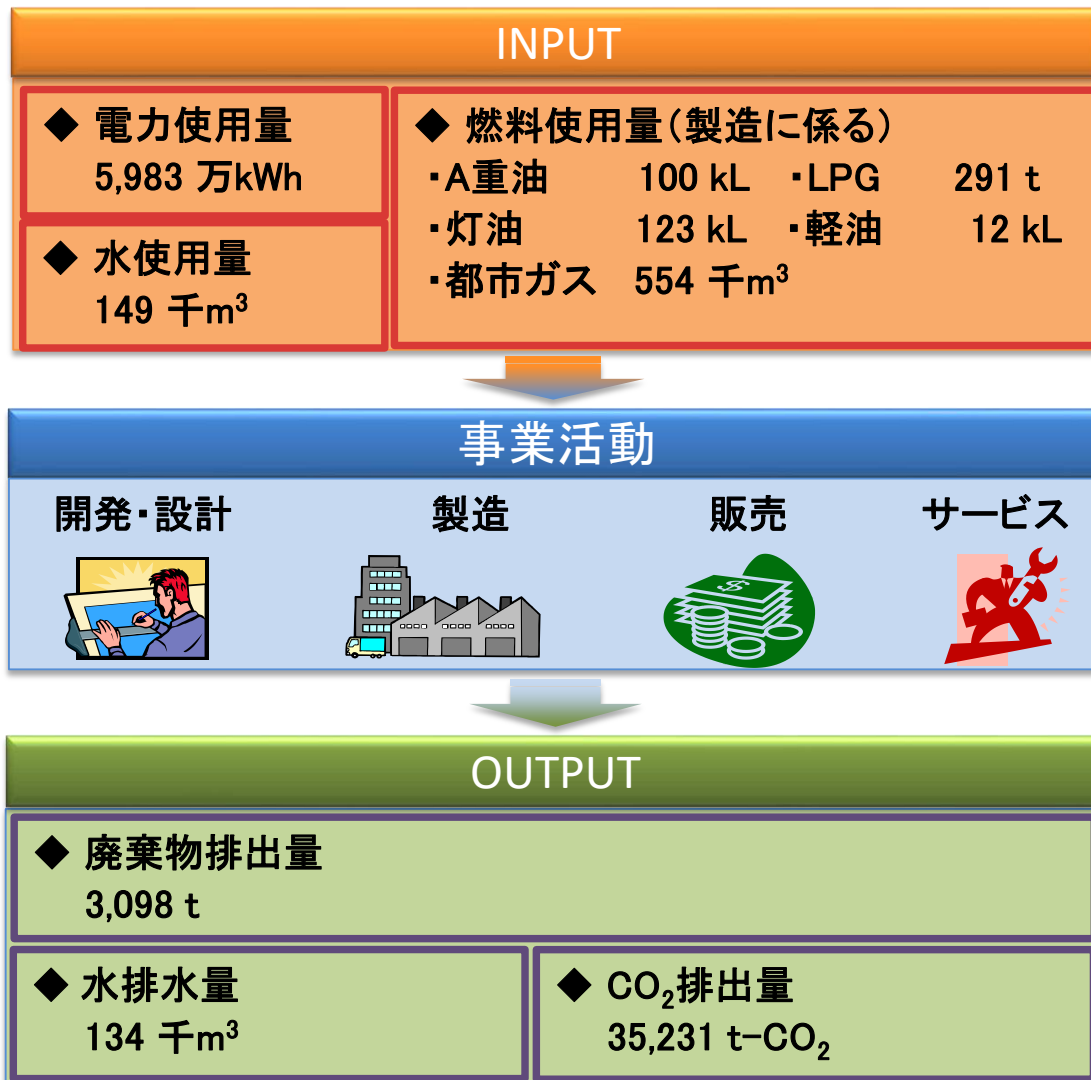 INPUT
◆ 電力使用量
5,983 万kWh
◆ 水使用量
149 千m³
◆ 燃料使用量(製造に係る)
・A重油 100 kL ・LPG 291 t
・灯油 123 kL ・軽油 12 kL
・都市ガス 554 千m³
事業活動
開発・設計 製造 販売 サービス
$
OUTPUT
◆ 廃棄物排出量
3,098 t
◆ 水排水量
134 千m³
◆ CO₂排出量
35,231 t-CO₂